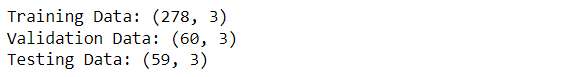 Training Data: (278, 3)
Validation Data: (60, 3)
Testing Data: (59, 3)